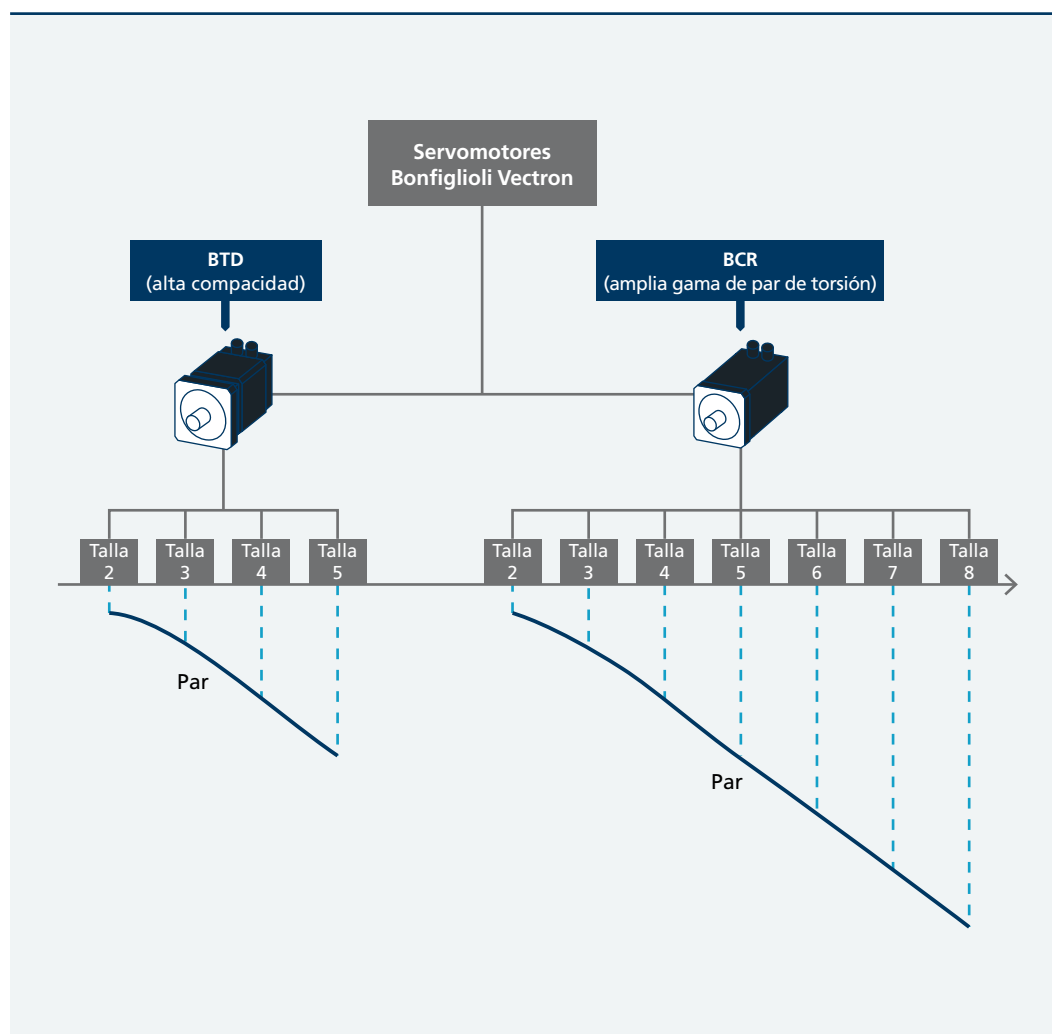 Servomotores
Bonfiglioli Vectron
BTD
(alta compacidad)
BCR
(amplia gama de par de torsión)
Talla
2
Talla
3
Talla
4
Talla
5
Talla
2
Talla
3
Talla
4
Talla
5
Talla
6
Talla
7
Talla
8
Par
Par